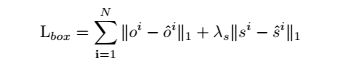 L_{box} = \sum_{i=1}^{N} \|o^i - \hat{o}^i\|_1 + \lambda_s \|s^i - \hat{s}^i\|_1